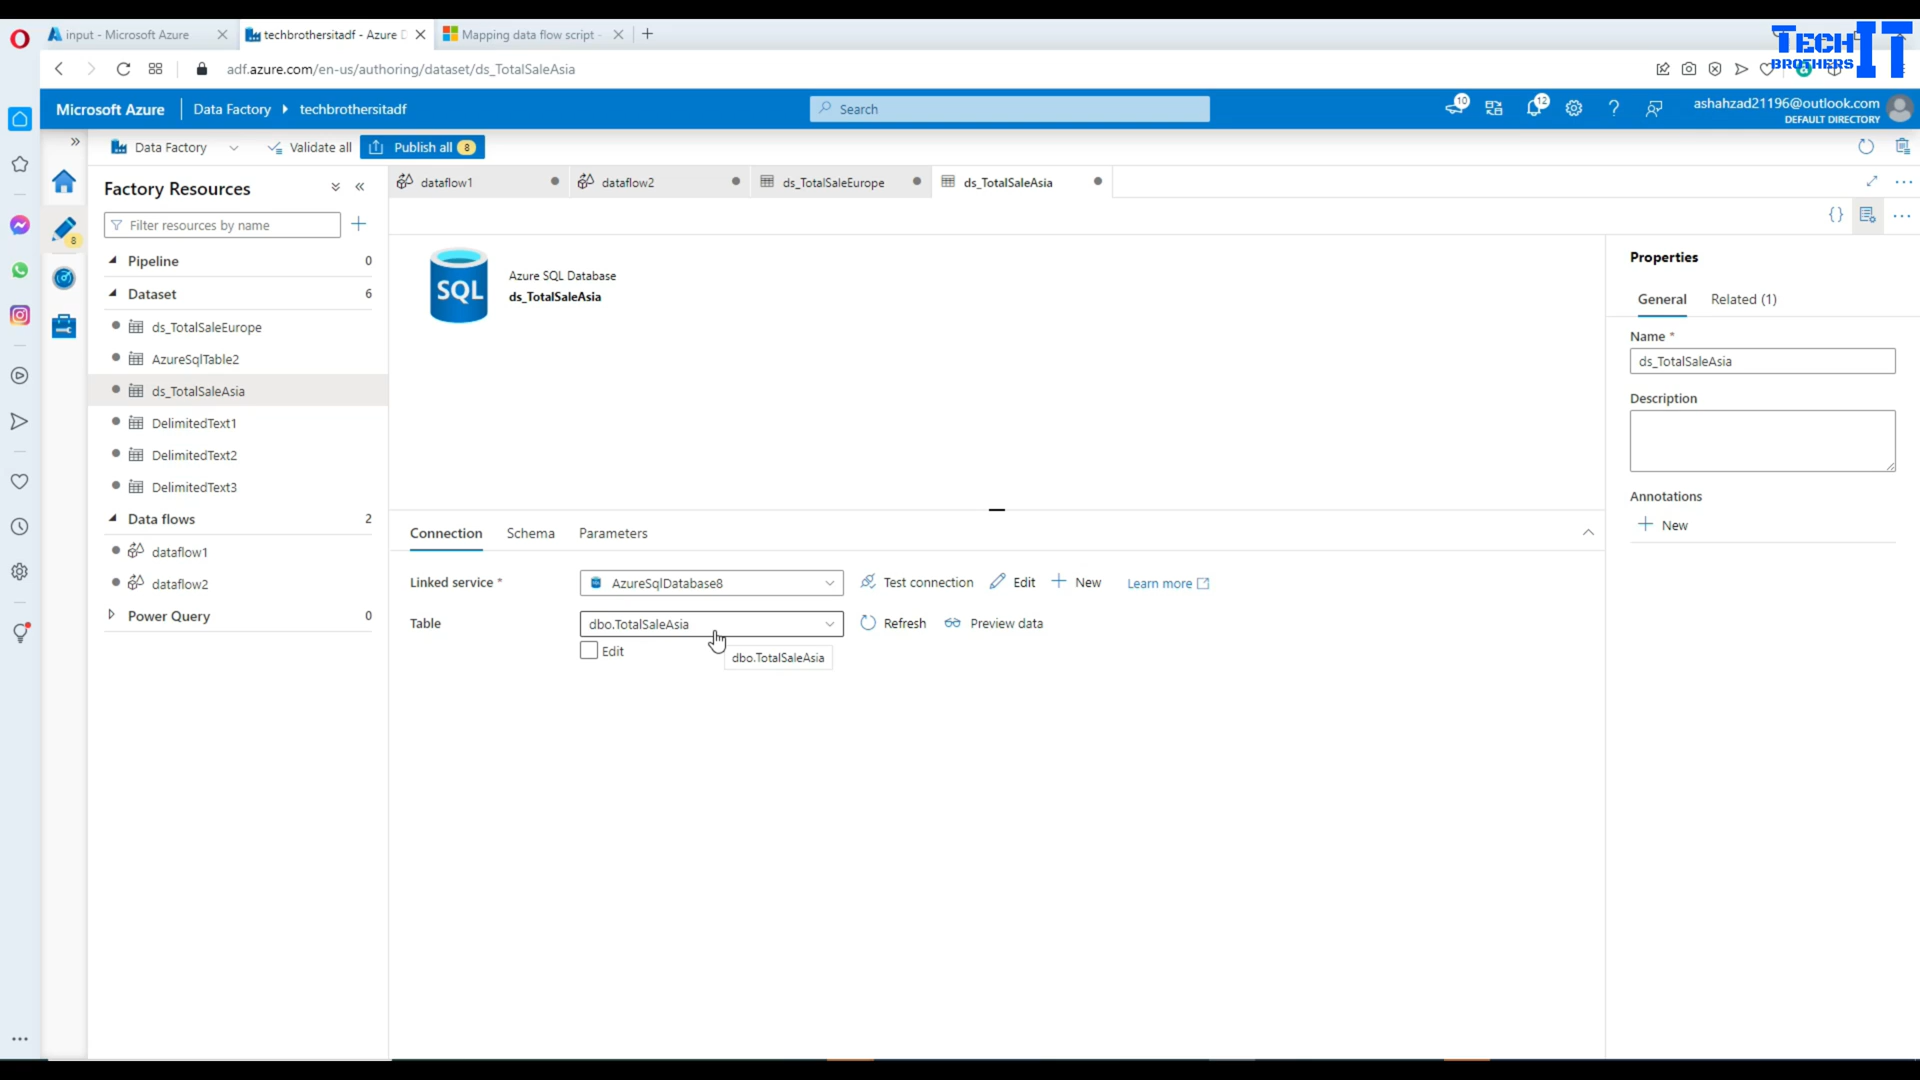 input - Microsoft Azure
techbrothersitadf - Azure D
Mapping data flow script -
TECH BROTHERS IT
adf.azure.com/en-us/authoring/dataset/ds_TotalSaleAsia
Microsoft Azure
Data Factory
techbrothersitadf
Search
10
12
ashahzad21196@outlook.com
DEFAULT DIRECTORY
Data Factory
Validate all
Publish all
8
Factory Resources
dataflow1
dataflow2
ds_TotalSaleEurope
ds_TotalSaleAsia
Filter resources by name
8
Pipeline 0
Dataset 6
ds_TotalSaleEurope
AzureSqlTable2
ds_TotalSaleAsia
DelimitedText1
DelimitedText2
DelimitedText3
Data flows 2
dataflow1
dataflow2
Power Query 0
SQL
Azure SQL Database
ds_TotalSaleAsia
Connection
Schema
Parameters
Linked service *
AzureSqlDatabase8
Test connection
Edit
New
Learn more
Table
dbo.TotalSaleAsia
Refresh
Preview data
Edit
dbo.TotalSaleAsia
Properties
General
Related (1)
Name *
ds_TotalSaleAsia
Description
Annotations
New